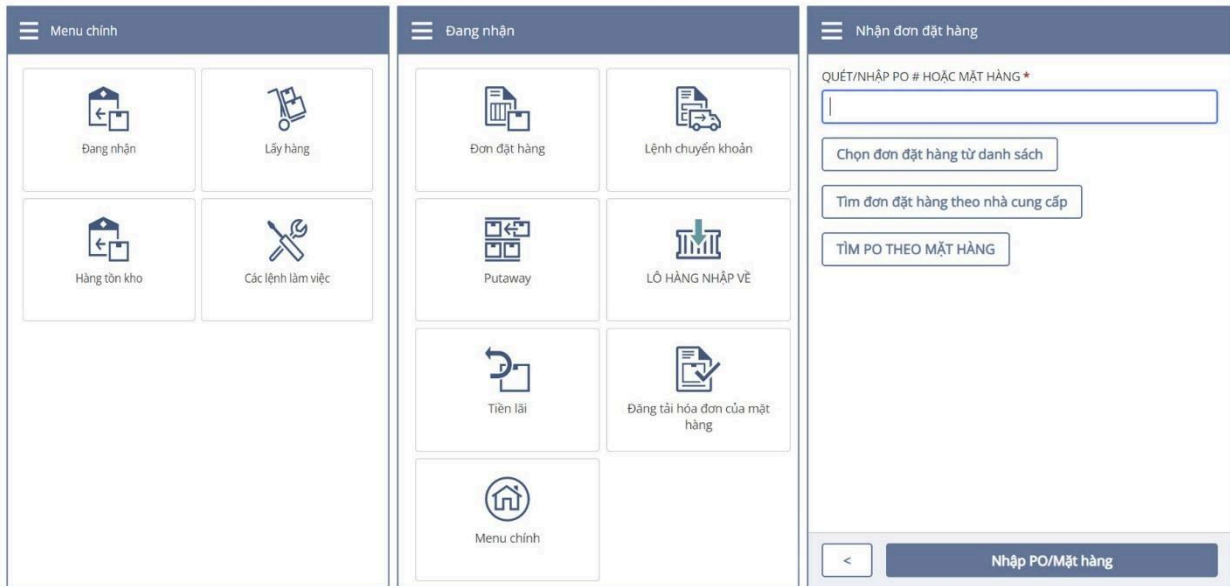 Menu chính
Đang nhận
Lấy hàng
Hàng tồn kho
Các lệnh làm việc
Đang nhận
Đơn đặt hàng
Lệnh chuyển khoản
Putaway
LÔ HÀNG NHẬP VỀ
Tiền lãi
Đăng tải hóa đơn của mặt
hàng
Menu chính
Nhận đơn đặt hàng
QUÉT/NHẬP PO # HOẶC MẶT HÀNG *
Chọn đơn đặt hàng từ danh sách
Tìm đơn đặt hàng theo nhà cung cấp
TÌM PO THEO MẶT HÀNG
<
Nhập PO/Mặt hàng